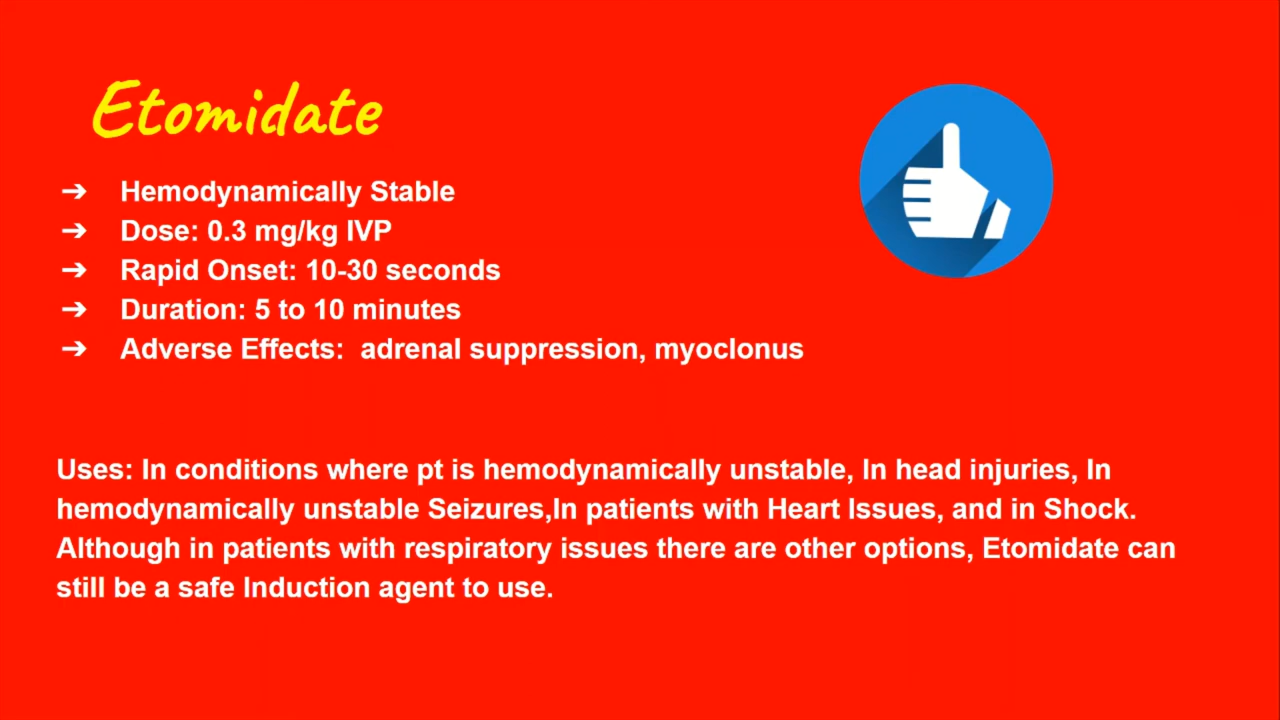 Etomidate
➔ Hemodynamically Stable
➔ Dose: 0.3 mg/kg IVP
➔ Rapid Onset: 10-30 seconds
➔ Duration: 5 to 10 minutes
➔ Adverse Effects:  adrenal suppression, myoclonus
Uses: In conditions where pt is hemodynamically unstable, In head injuries, In
hemodynamically unstable Seizures,In patients with Heart Issues, and in Shock.
Although in patients with respiratory issues there are other options, Etomidate can
still be a safe Induction agent to use.